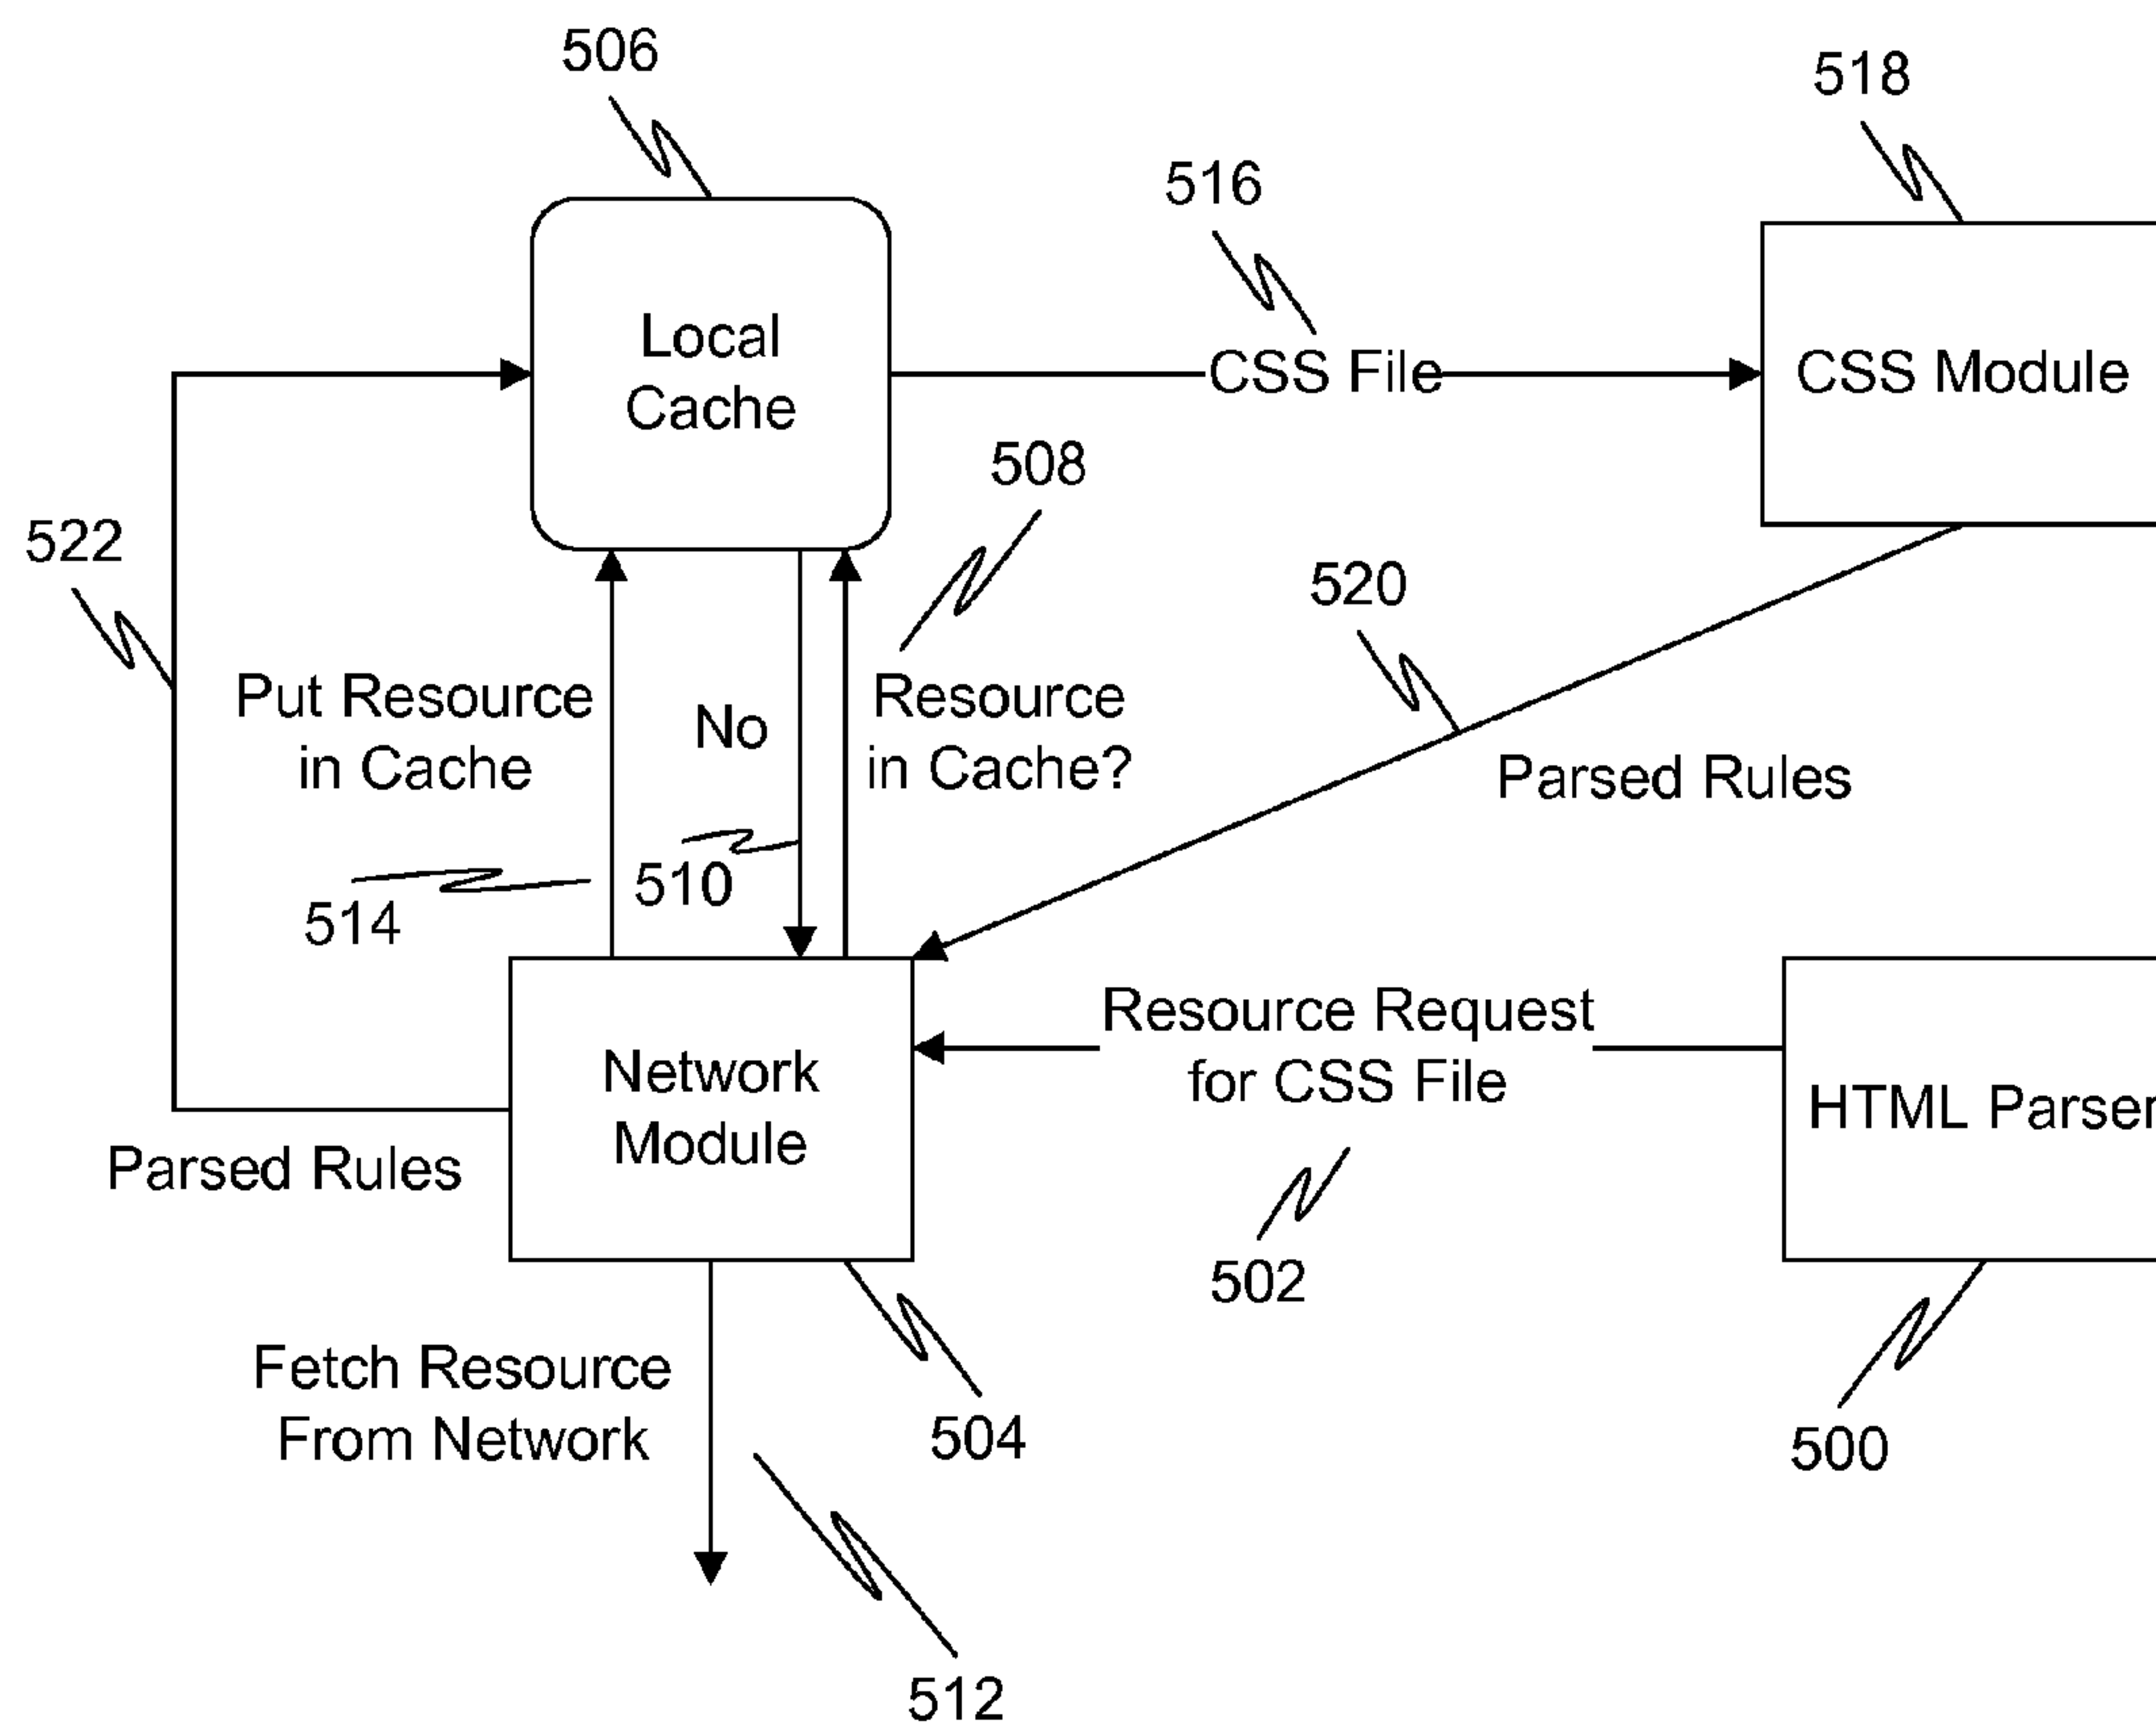 506
518
516
Local
Cache
CSS File
CSS Module
508
522
520
Put Resource
in Cache
No
Resource
in Cache?
Parsed Rules
510
514
Resource Request
for CSS File
Network
Module
HTML Parser
Parsed Rules
502
Fetch Resource
From Network
504
500
512